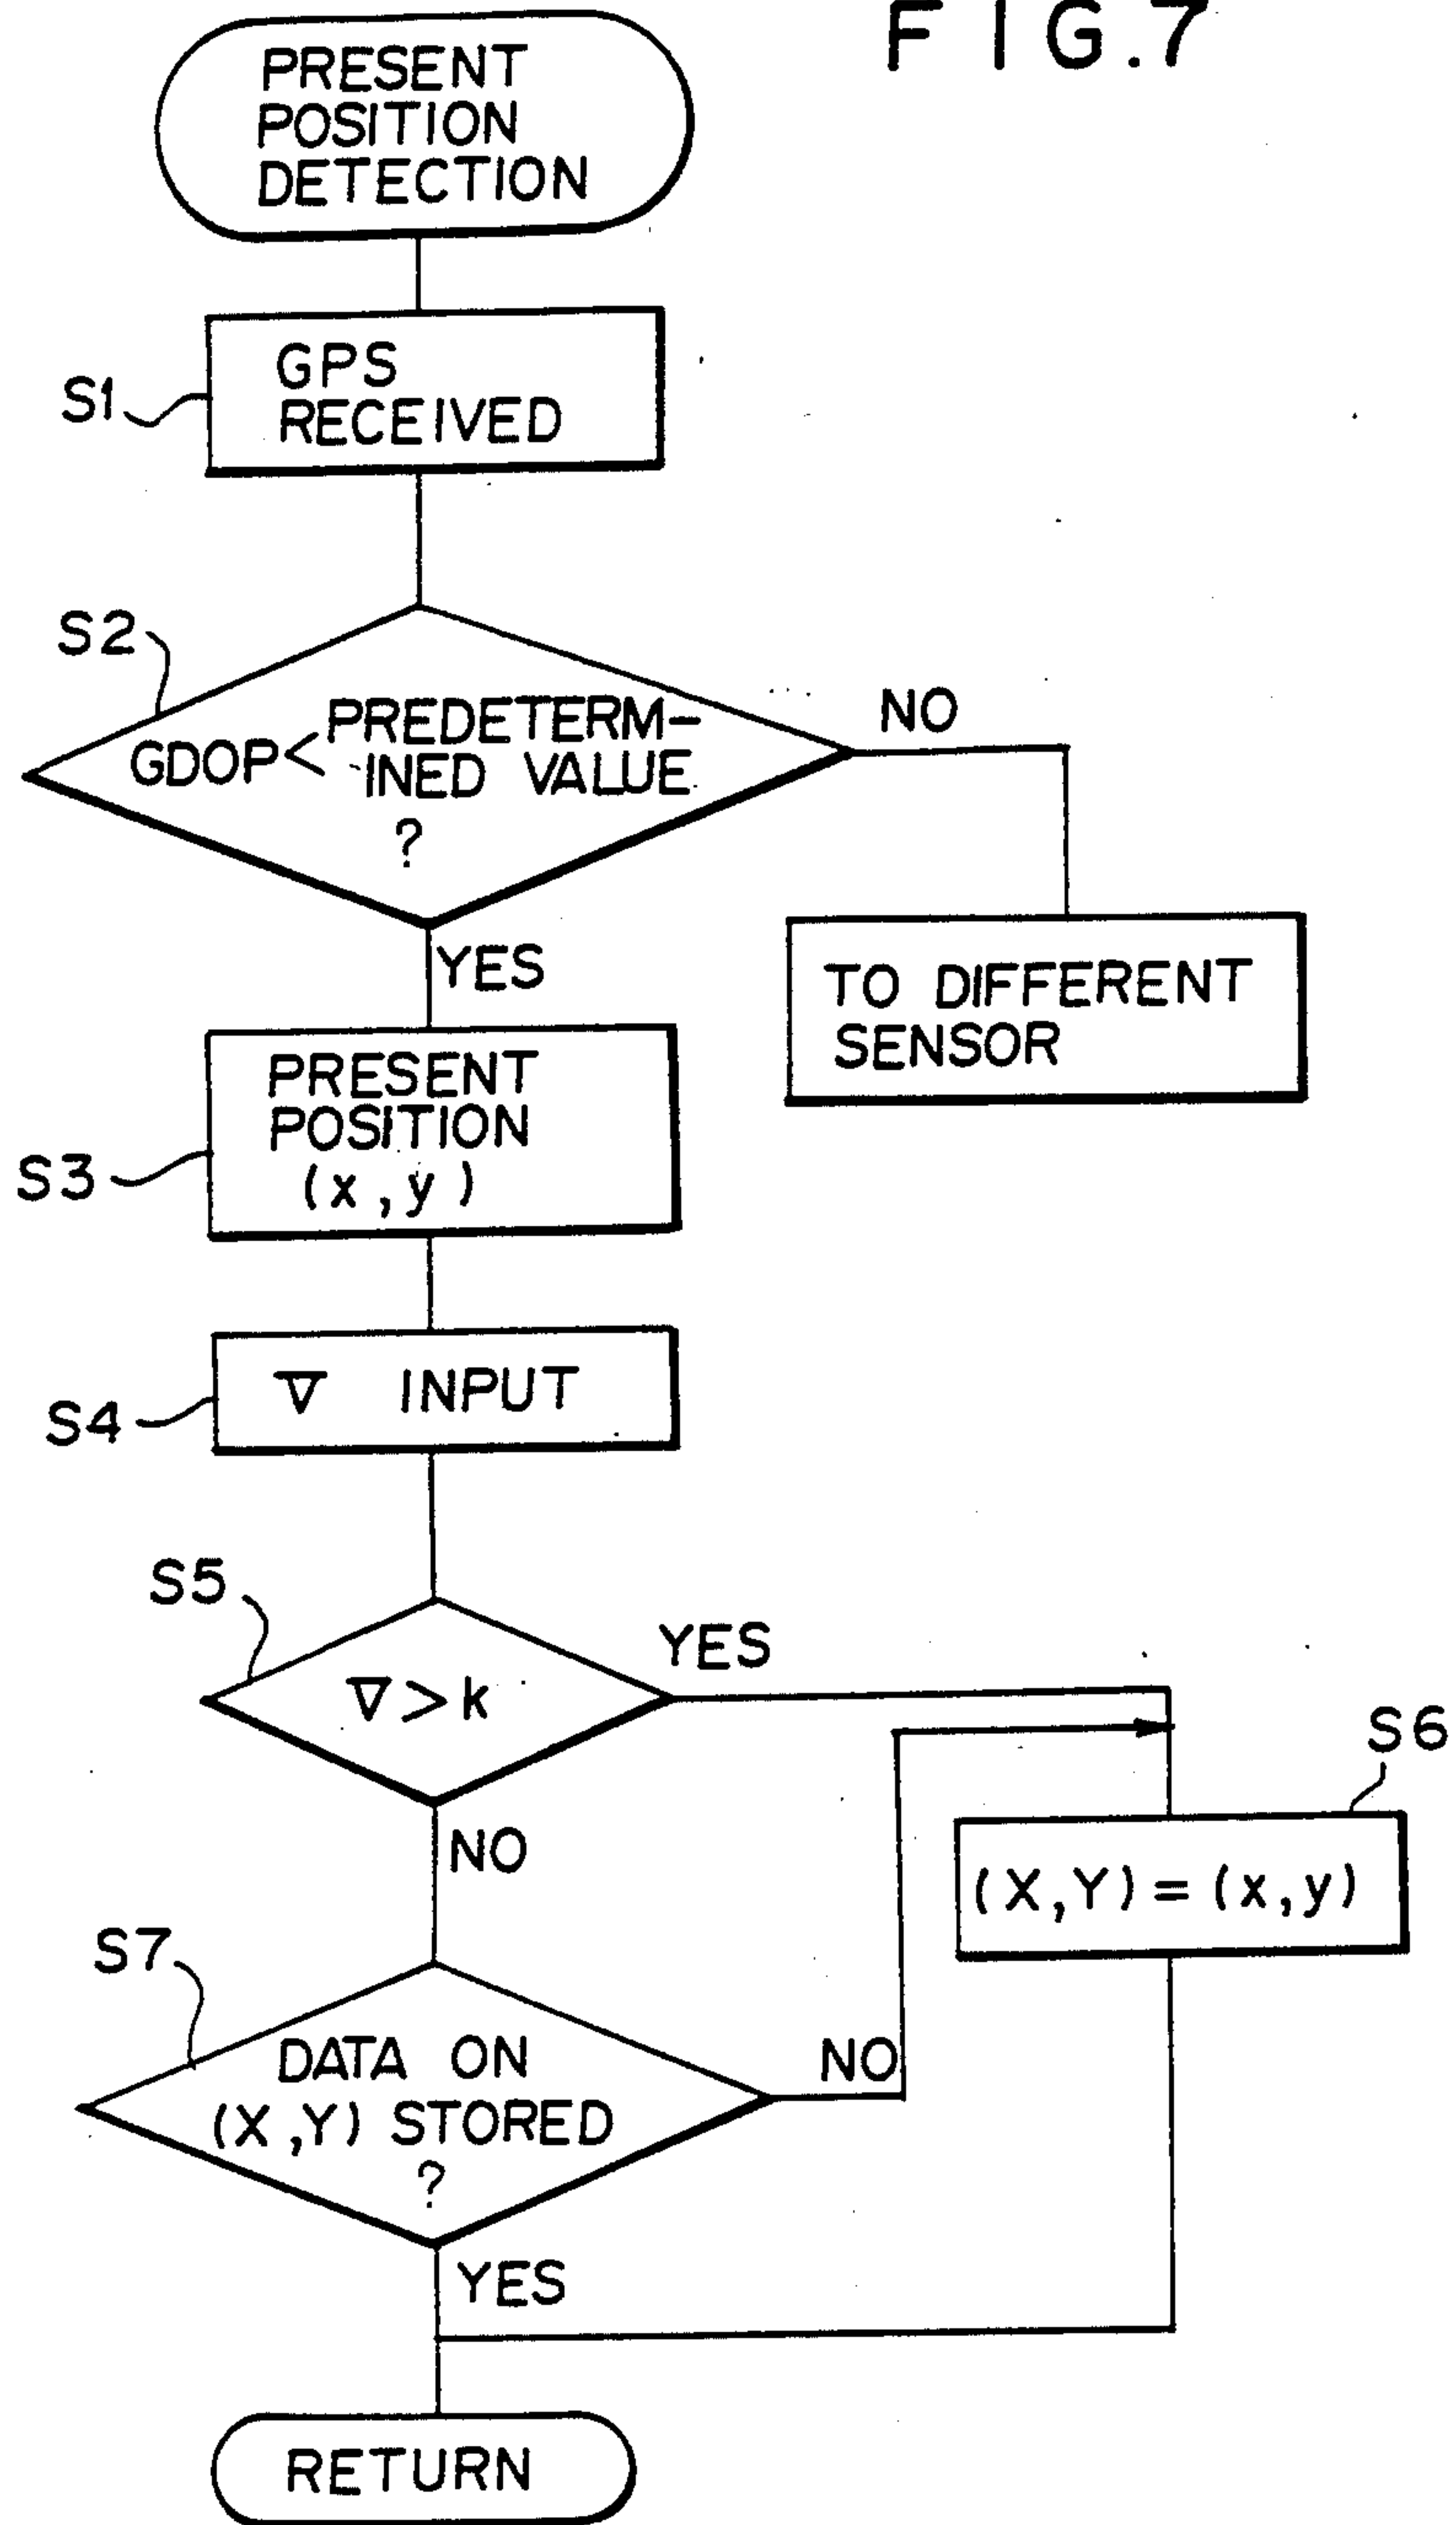 FIG.7
PRESENT
POSITION
DETECTION
S1
GPS
RECEIVED
S2
GDOP< PREDETERM-
INED VALUE
?
NO
YES
TO DIFFERENT
SENSOR
S3
PRESENT
POSITION
(x,y)
S4
∇ INPUT
S5
∇>k
YES
NO
S6
(X,Y)=(x,y)
S7
DATA ON
(X,Y) STORED
?
NO
YES
RETURN